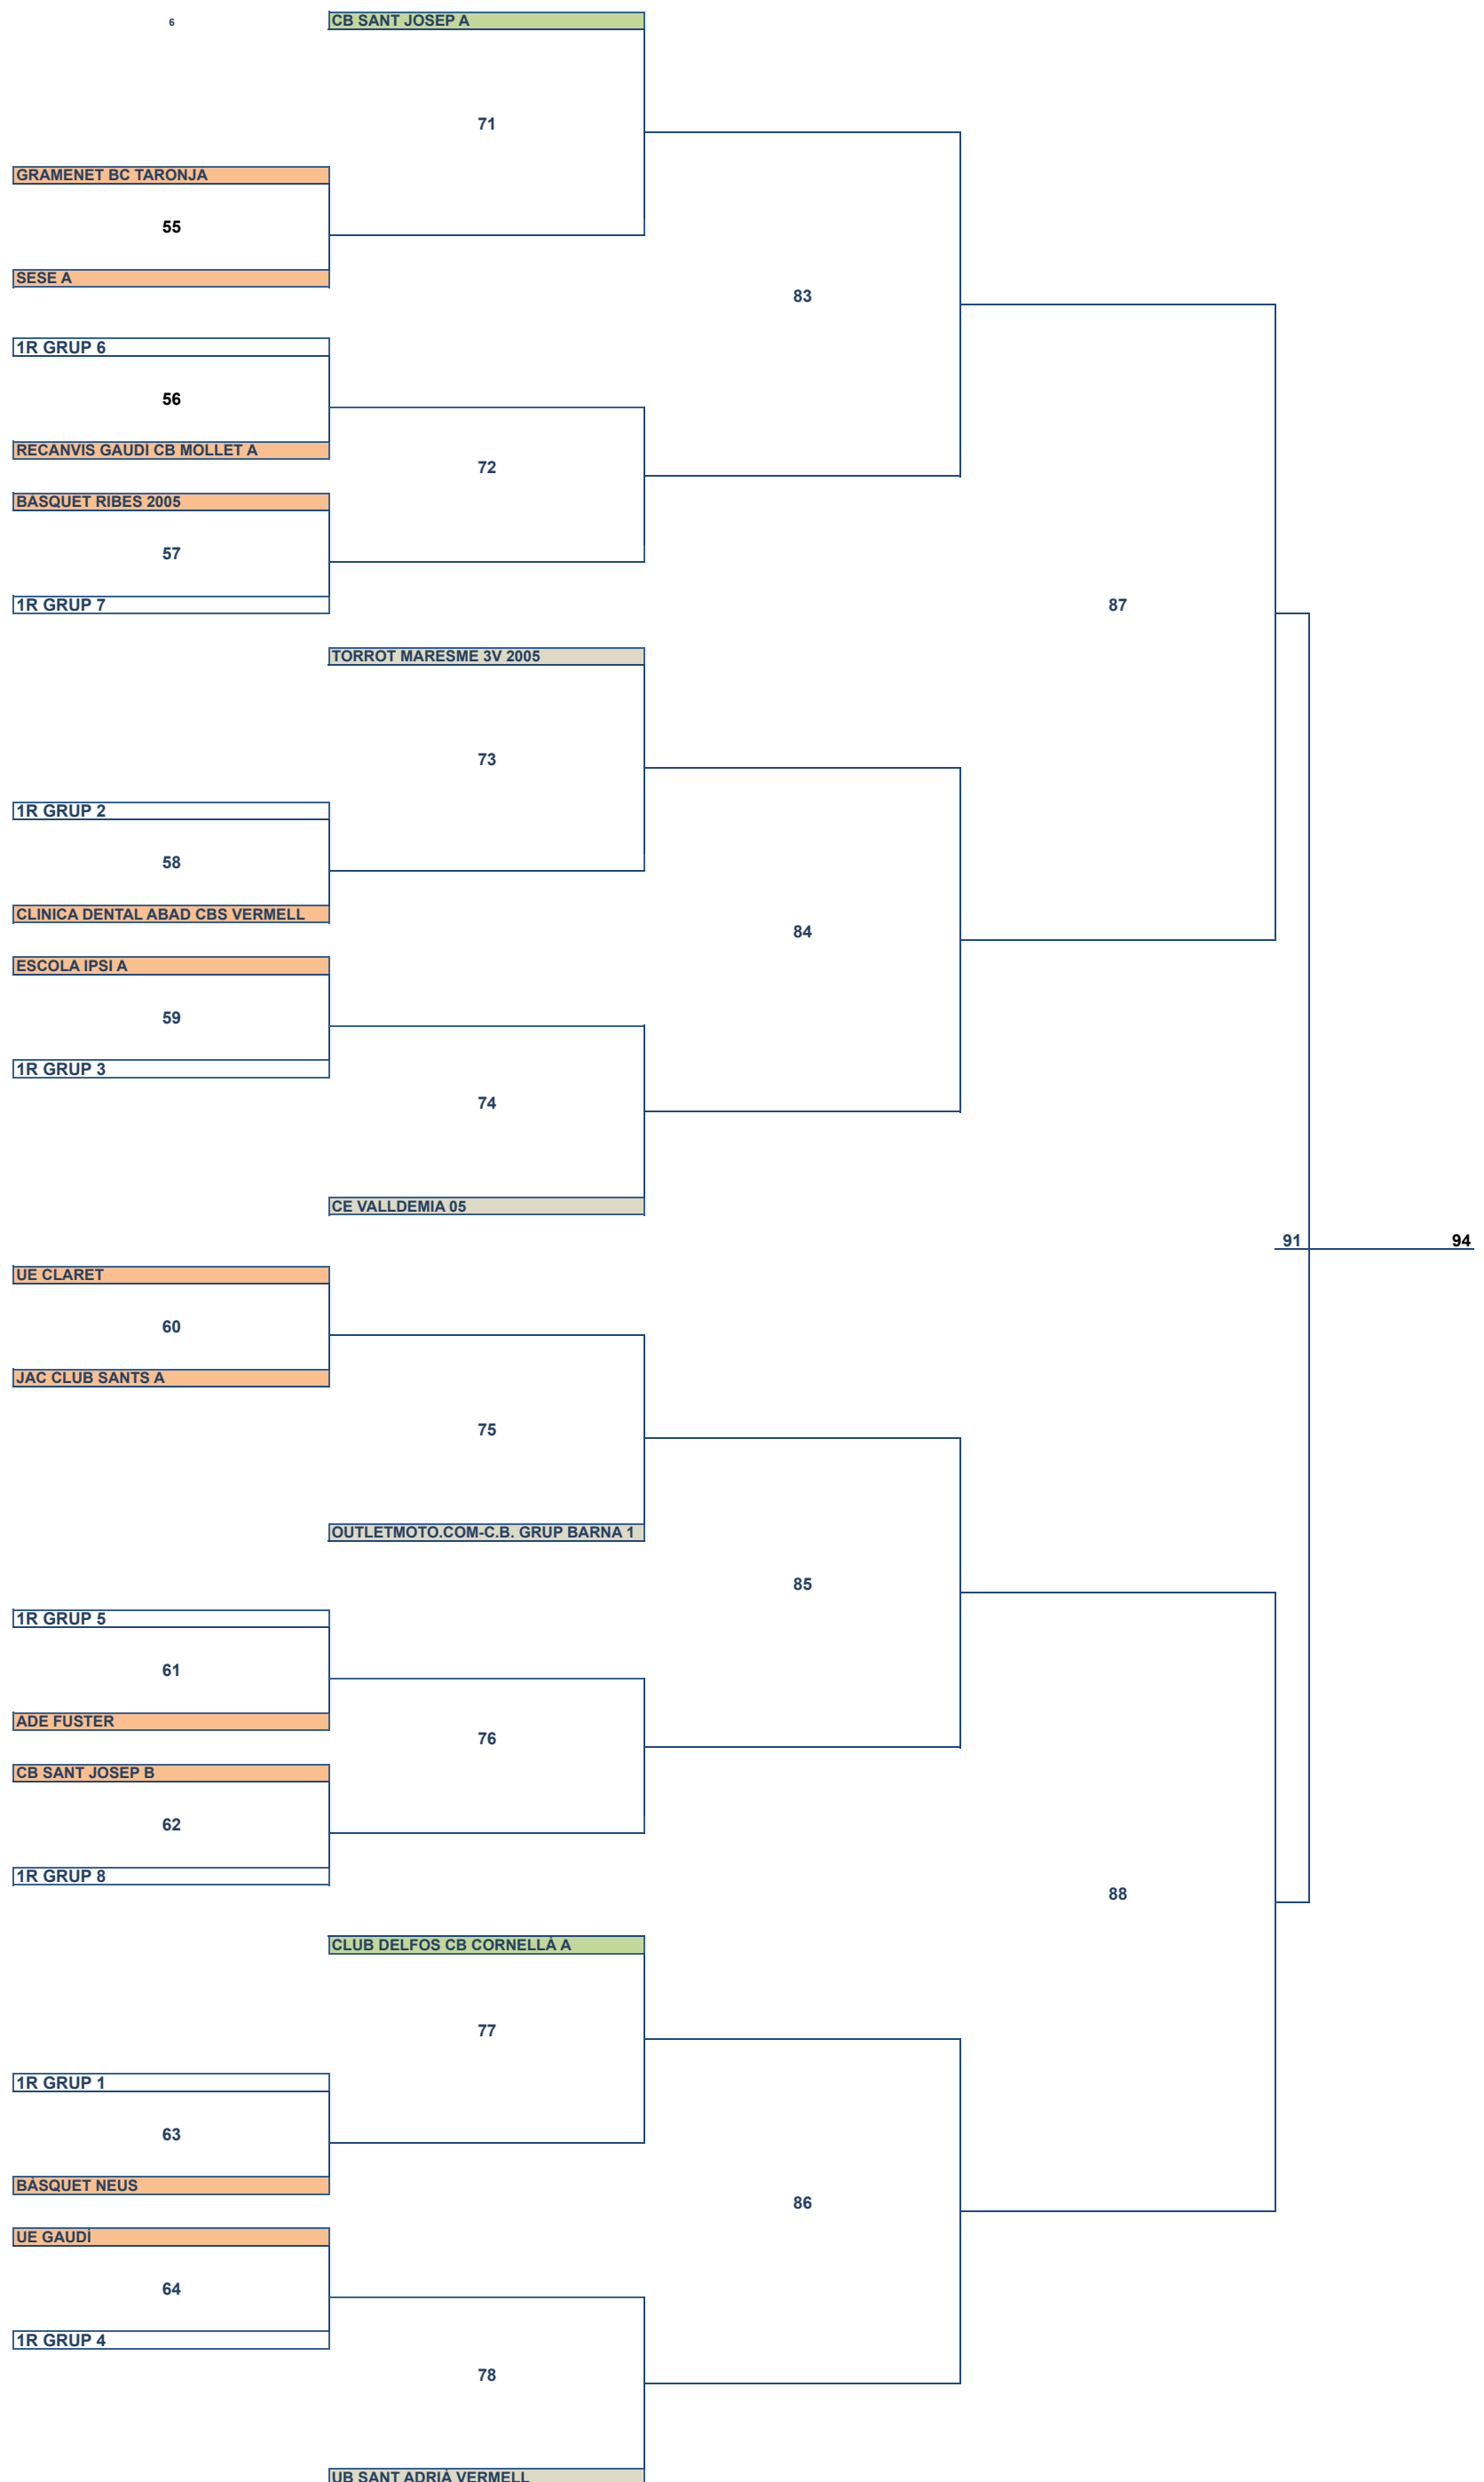 6
CB SANT JOSEP A
71
GRAMENET BC TARONJA
55
SESE A
83
1R GRUP 6
56
RECANVIS GAUDÍ CB MOLLET A
72
BÀSQUET RIBES 2005
57
1R GRUP 7
87
TORROT MARESME 3V 2005
73
1R GRUP 2
58
CLINICA DENTAL ABAD CBS VERMELL
84
ESCOLA IPSI A
59
1R GRUP 3
74
CE VALLDEMIA 05
91
94
UE CLARET
60
JAC CLUB SANTS A
75
OUTLETMOTO.COM-C.B. GRUP BARNA 1
85
1R GRUP 5
61
ADE FUSTER
76
CB SANT JOSEP B
62
1R GRUP 8
88
CLUB DELFOS CB CORNELLÀ A
77
1R GRUP 1
63
BÀSQUET NEUS
86
UE GAUDÍ
64
1R GRUP 4
78
UB SANT ADRIÀ VERMELL